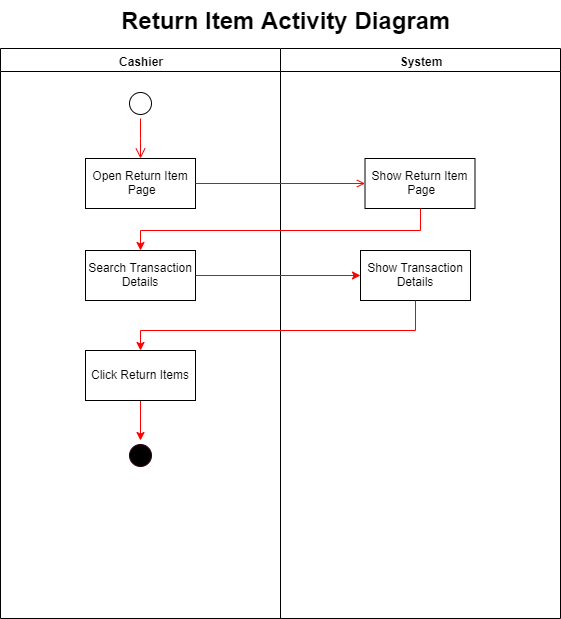 Return Item Activity Diagram
Cashier
System
Open Return Item
Page
Show Return Item
Page
Search Transaction
Details
Show Transaction
Details
Click Return Items